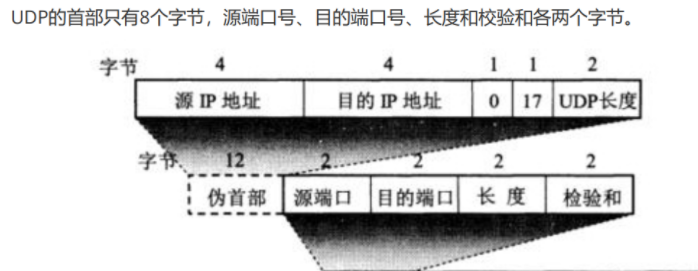 UDP的首部只有8个字节，源端口号、目的端口号、长度和校验和各两个字节。
字节 4 4 1 1 2
源 IP 地址 目的 IP 地址 0 17 UDP长度
字节 12 2 2 2 2
伪首部 源端口 目的端口 长 度 检验和